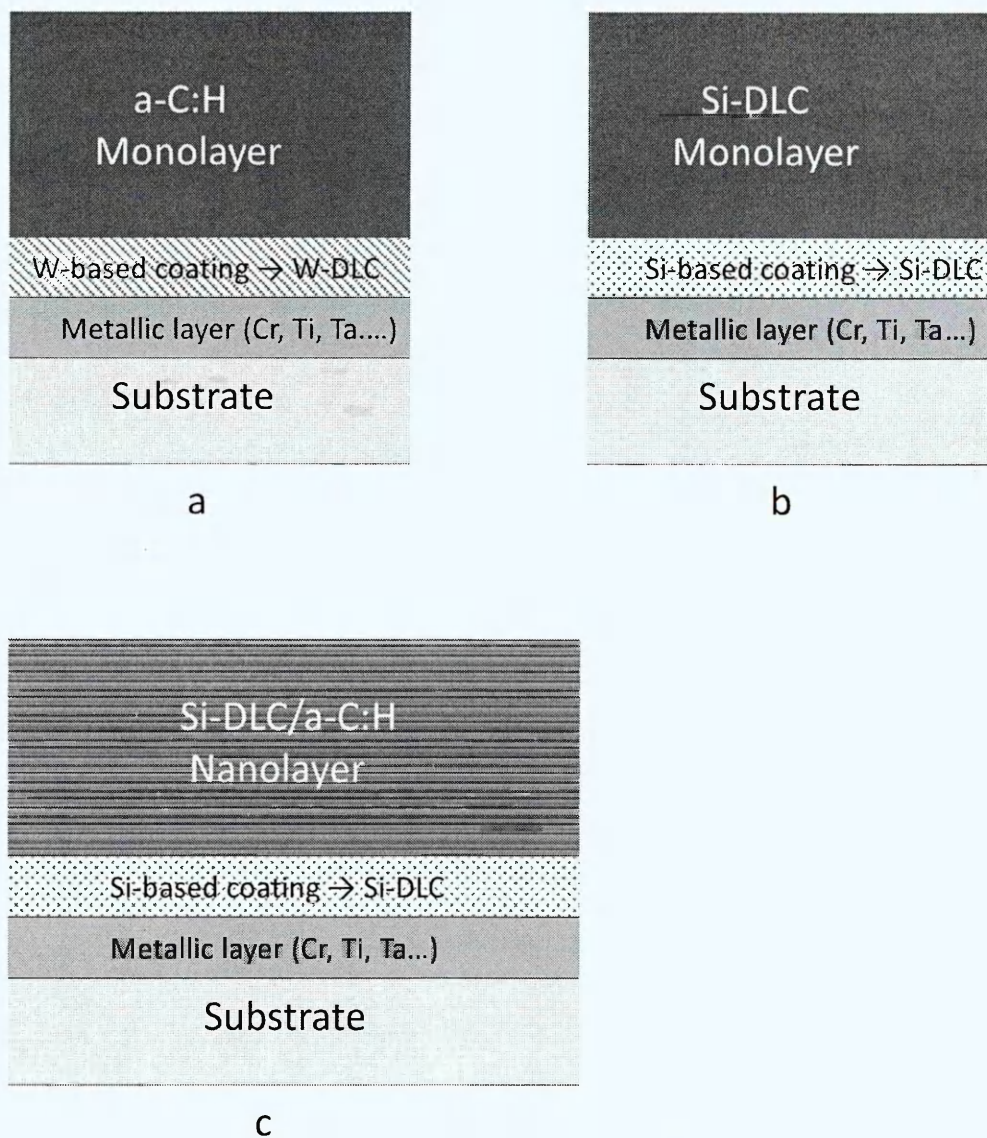 a-C:H
Monolayer
W-based coating → W-DLC
Metallic layer (Cr, Ti, Ta....)
Substrate
a
Si-DLC
Monolayer
Si-based coating → Si-DLC
Metallic layer (Cr, Ti, Ta...)
Substrate
b
Si-DLC/a-C:H
Nanolayer
Si-based coating → Si-DLC
Metallic layer (Cr, Ti, Ta...)
Substrate
c